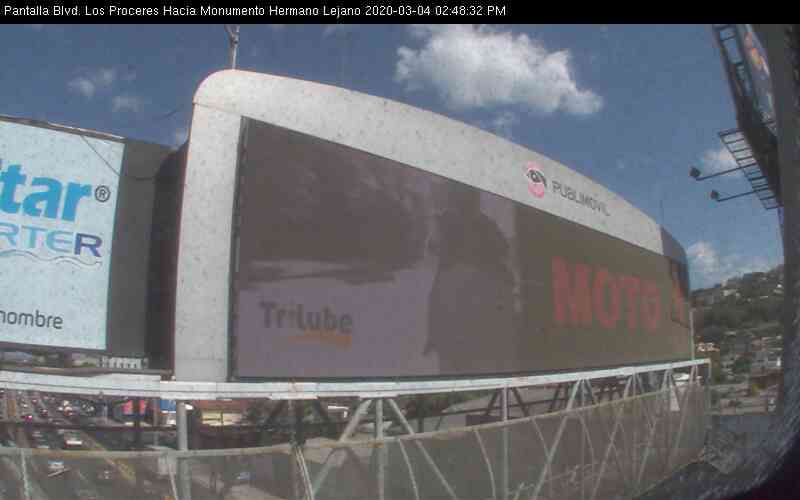 Pantalla Blvd. Los Proceres Hacia Monumento Hermano Lejano 2020-03-04 02:48:32 PM
PUBLIMOVIL
tar®
RTER
nombre
Trilube
MOTO